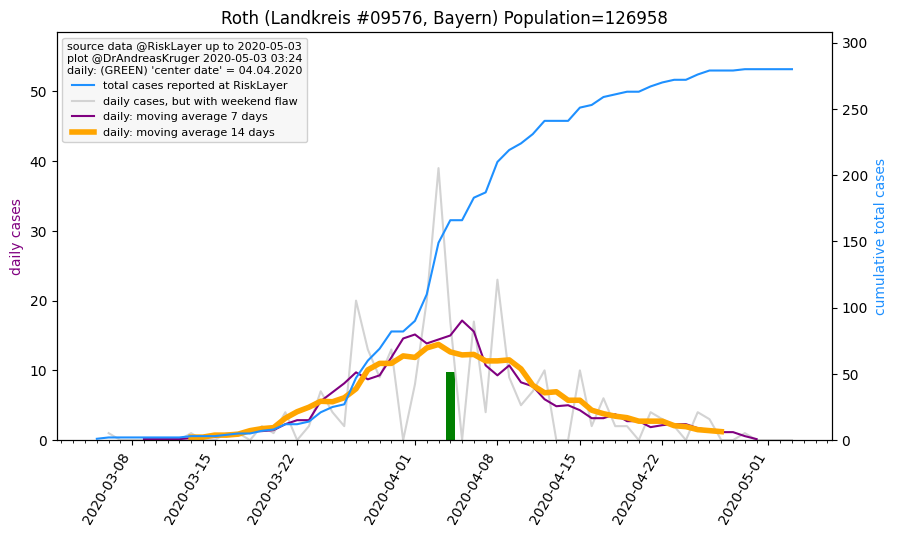 Roth (Landkreis #09576, Bayern) Population=126958
source data @RiskLayer up to 2020-05-03
plot @DrAndreasKruger 2020-05-03 03:24
daily: (GREEN) 'center date' = 04.04.2020
total cases reported at RiskLayer
daily cases, but with weekend flaw
daily: moving average 7 days
daily: moving average 14 days
daily cases
50
40
30
20
10
0
cumulative total cases
300
250
200
150
100
50
0
2020-03-08
2020-03-15
2020-03-22
2020-04-01
2020-04-08
2020-04-15
2020-04-22
2020-05-01